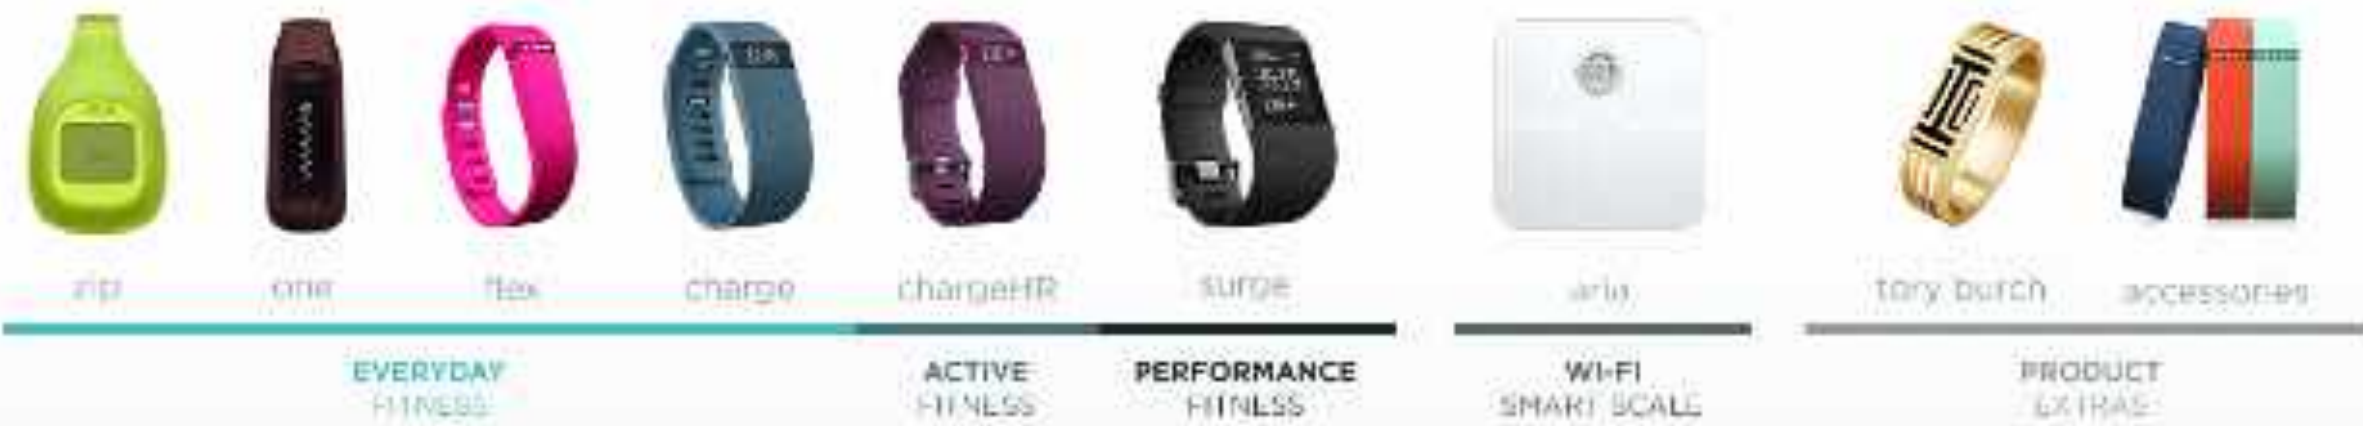 zip
one
flex
charge
chargeHR
surge
aria
tory burch
accessories
EVERYDAY
FITNESS
ACTIVE
FITNESS
PERFORMANCE
FITNESS
WI-FI
SMART SCALE
PRODUCT
EXTRAS